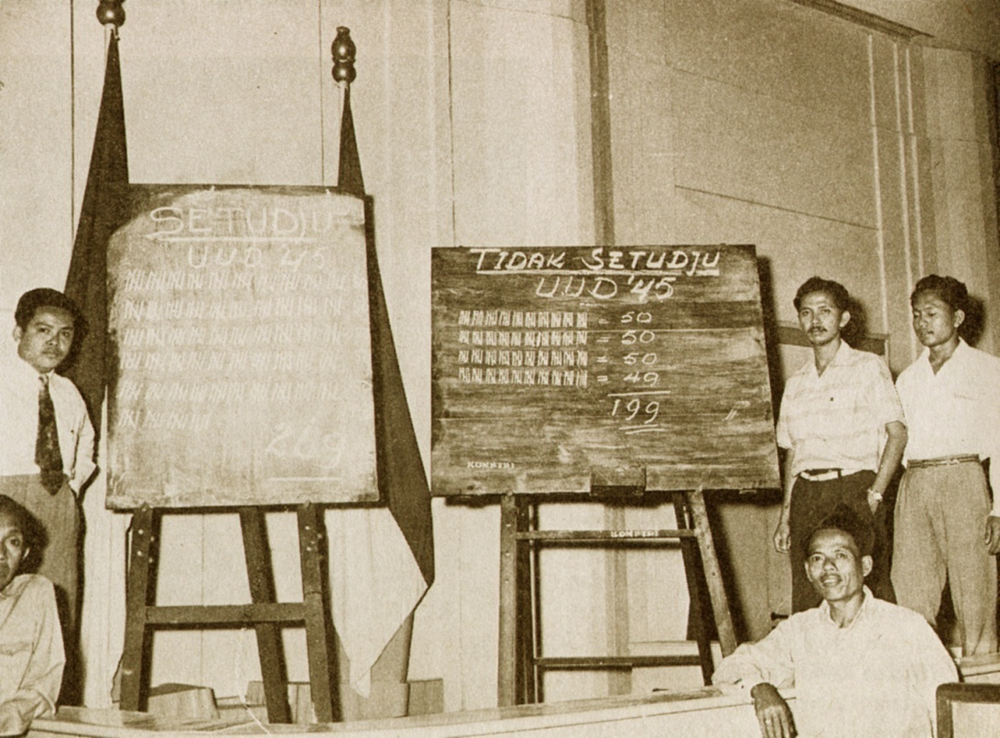 SETUDJU
UUD '45
269
TIDAK SETUDJU
UUD '45
= 50
= 50
= 50
= 49
199